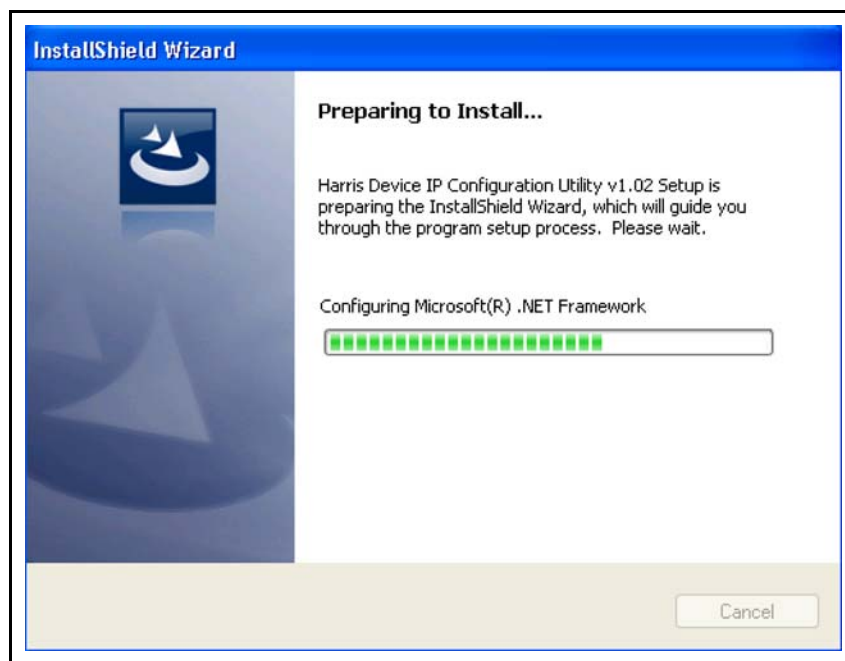 InstallShield Wizard
Preparing to Install...
Harris Device IP Configuration Utility v1.02 Setup is
preparing the InstallShield Wizard, which will guide you
through the program setup process.  Please wait.
Configuring Microsoft(R) .NET Framework
Cancel